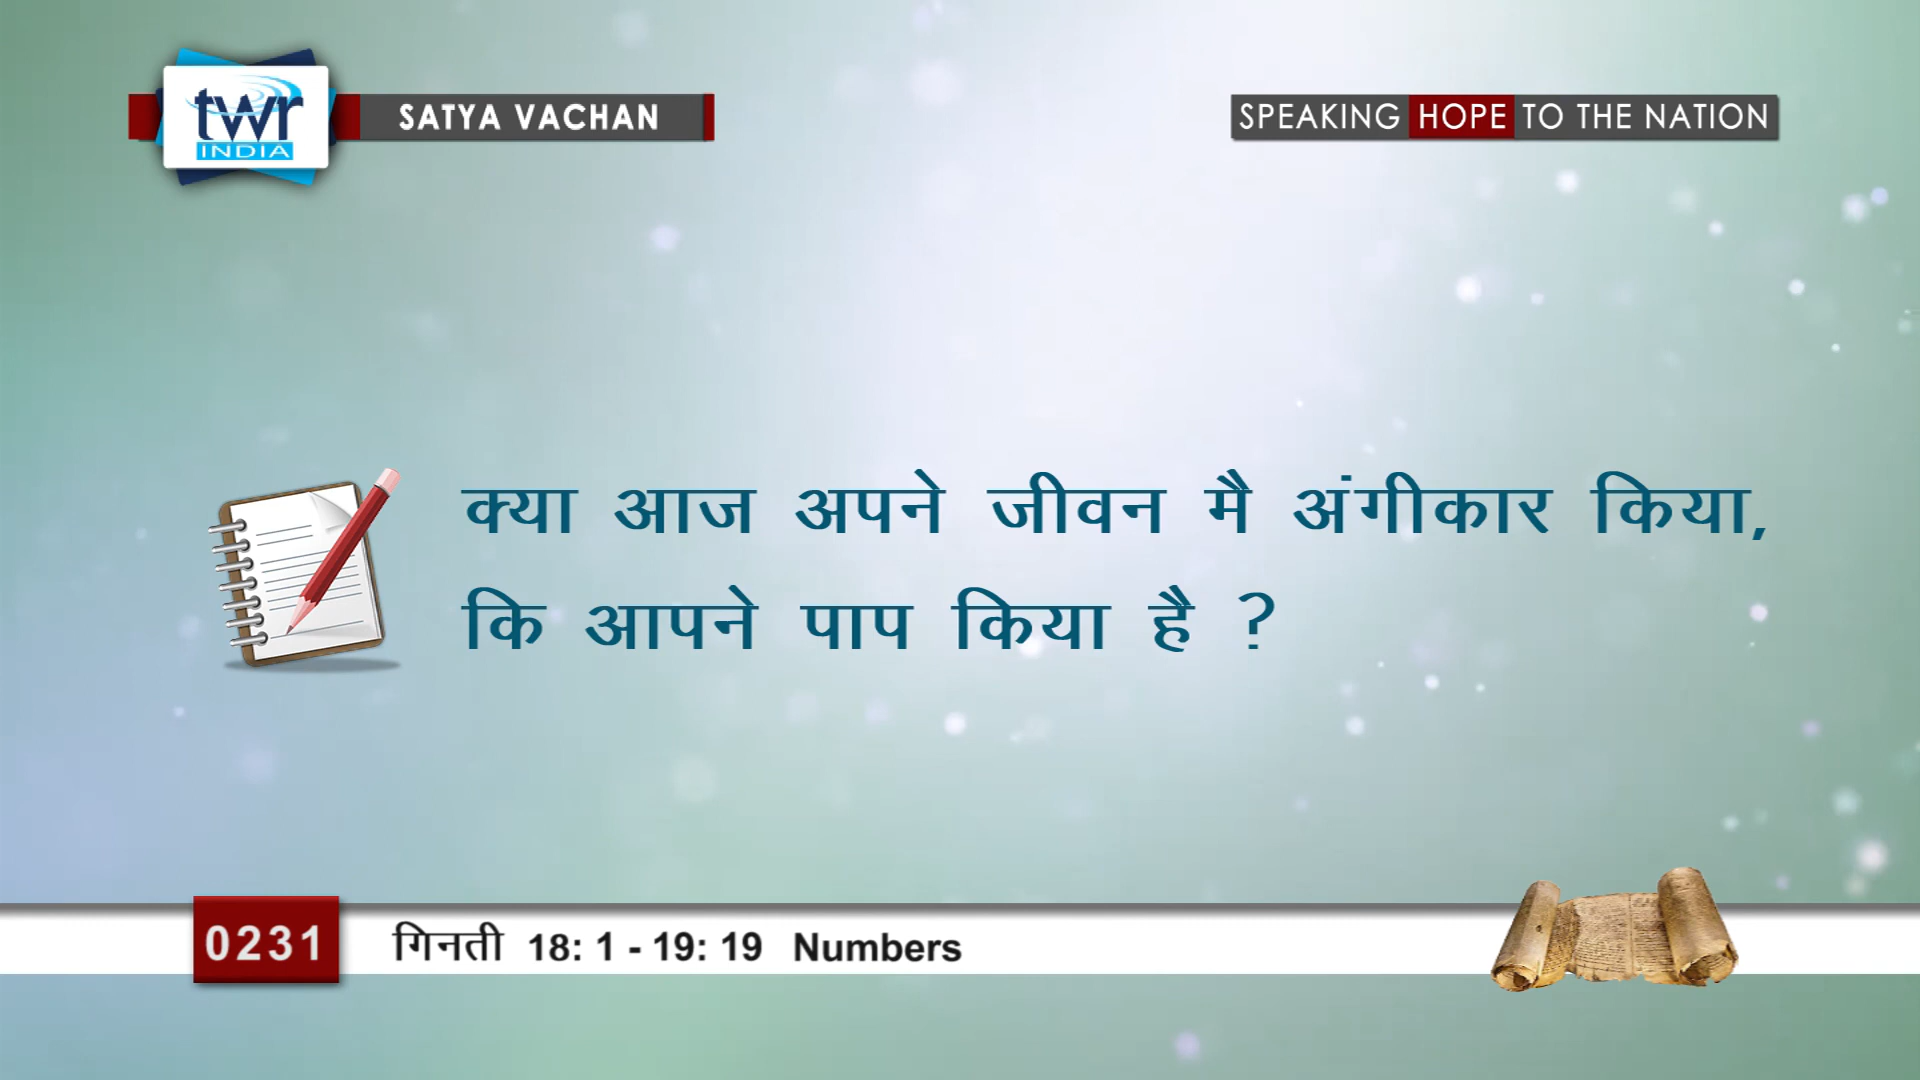 twr
INDIA
SATYA VACHAN
SPEAKING HOPE TO THE NATION
क्या आज अपने जीवन मै अंगीकार किया,
कि आपने पाप किया है ?
0231
गिनती 18: 1 - 19: 19 Numbers